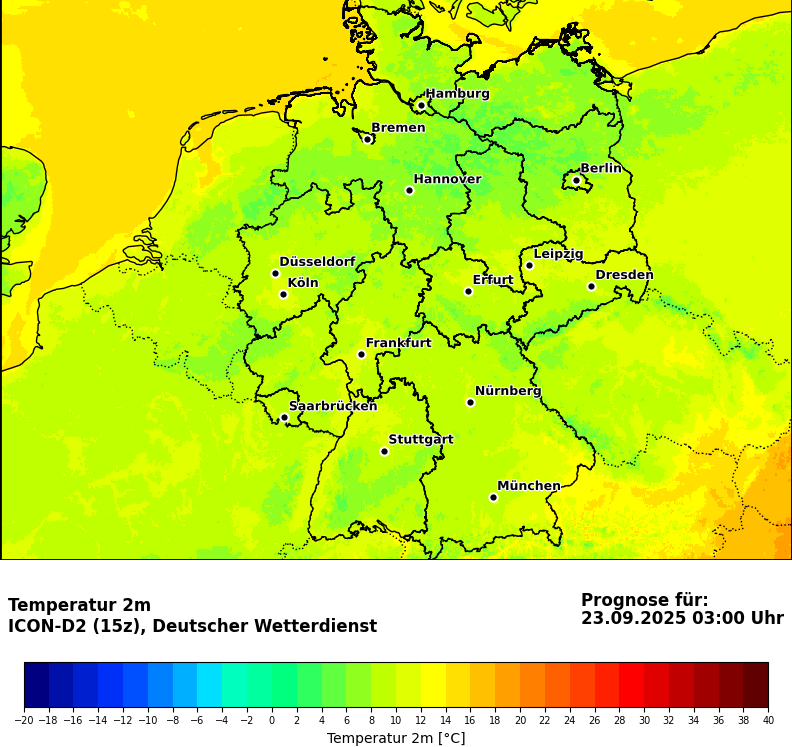 Hamburg
Bremen
Berlin
Hannover
Leipzig
Düsseldorf
Dresden
Köln
Erfurt
Frankfurt
Nürnberg
Saarbrücken
Stuttgart
München
Temperatur 2m
ICON-D2 (15z), Deutscher Wetterdienst
Prognose für:
23.09.2025 03:00 Uhr
−20 −18 −16 −14 −12 −10 −8 −6 −4 −2 0 2 4 6 8 10 12 14 16 18 20 22 24 26 28 30 32 34 36 38 40
Temperatur 2m [°C]